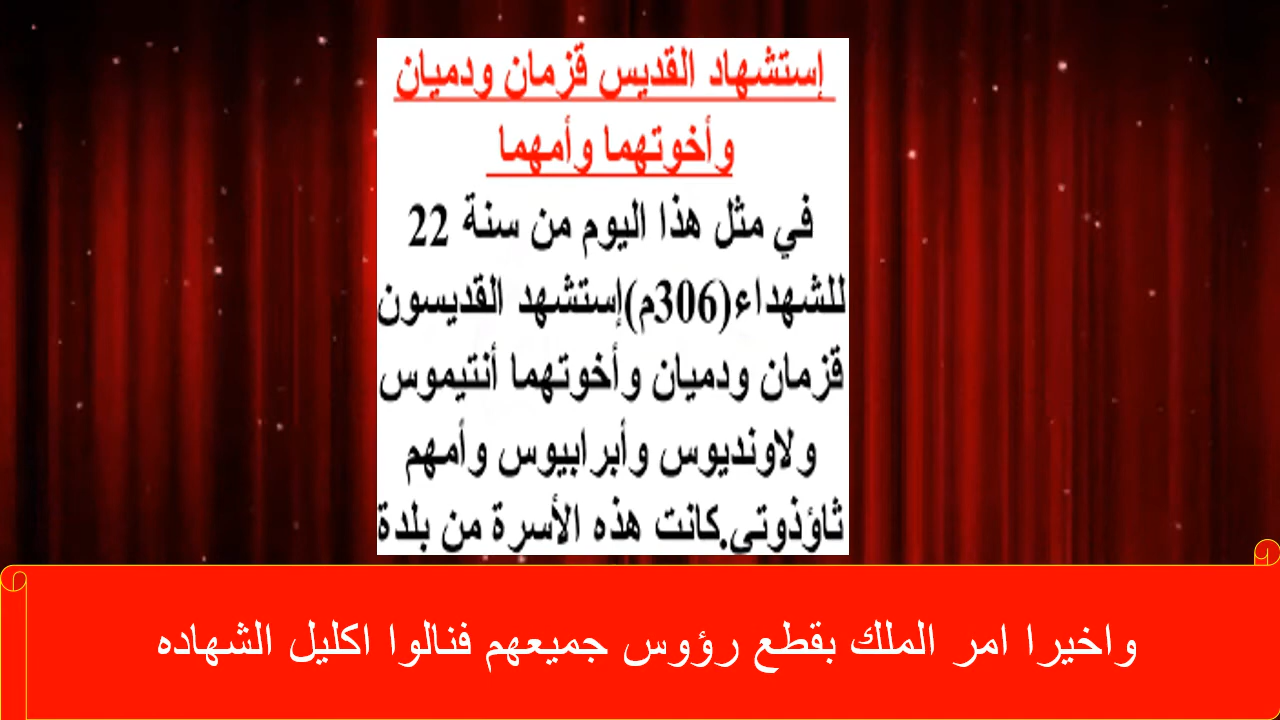 إستشهاد القديس قزمان ودميان
وأخوتهما وأمهما
في مثل هذا اليوم من سنة 22
للشهداء(306م)إستشهد القديسون
قزمان ودميان وأخوتهما أنتيموس
ولاونديوس وأبرابيوس وأمهم
ثاؤذوتي.كانت هذه الأسرة من بلدة
واخيرا امر الملك بقطع رؤوس جميعهم فنالوا اكليل الشهاده